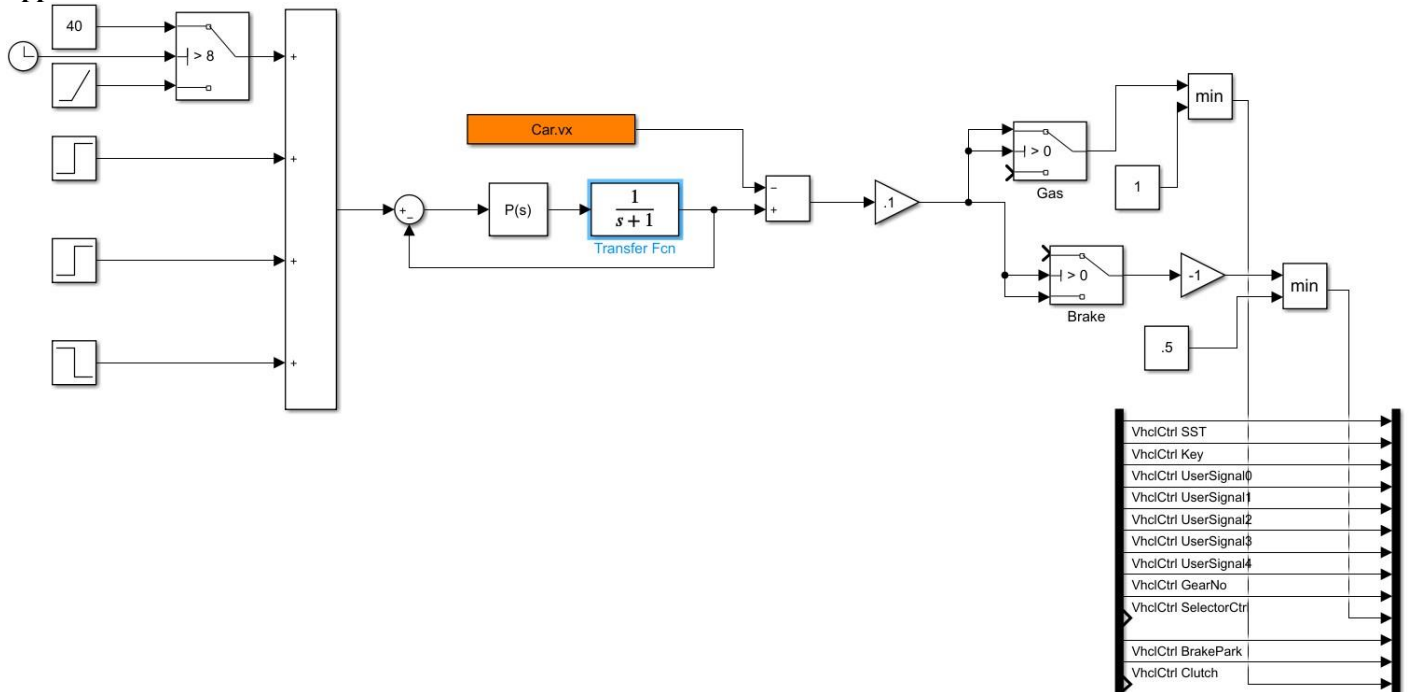 40
> 8
+
+
+
+
Car.vx
+
−
P(s)
1
s + 1
Transfer Fcn
−
+
.1
> 0
Gas
min
1
> 0
Brake
-1
min
.5
VhclCtrl SST
VhclCtrl Key
VhclCtrl UserSignal0
VhclCtrl UserSignal1
VhclCtrl UserSignal2
VhclCtrl UserSignal3
VhclCtrl UserSignal4
VhclCtrl GearNo
VhclCtrl SelectorCtrl
VhclCtrl BrakePark
VhclCtrl Clutch